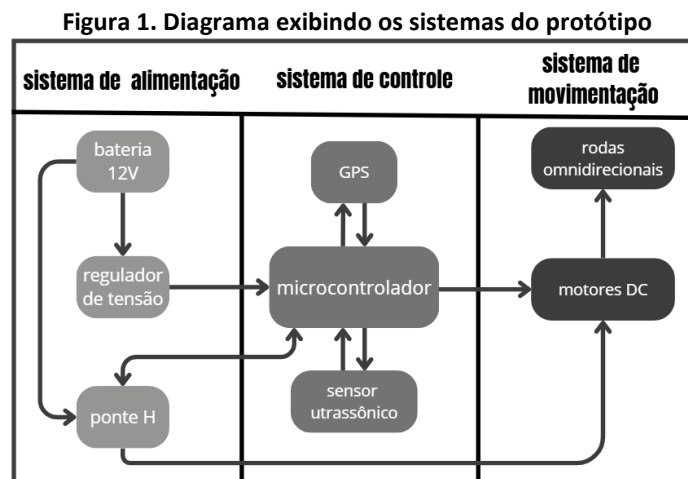 Figura 1. Diagrama exibindo os sistemas do protótipo
sistema de alimentação
sistema de controle
sistema de
movimentação
bateria
12V
GPS
rodas
omnidirecionais
regulador
de tensão
microcontrolador
motores DC
ponte H
sensor
utrassônico